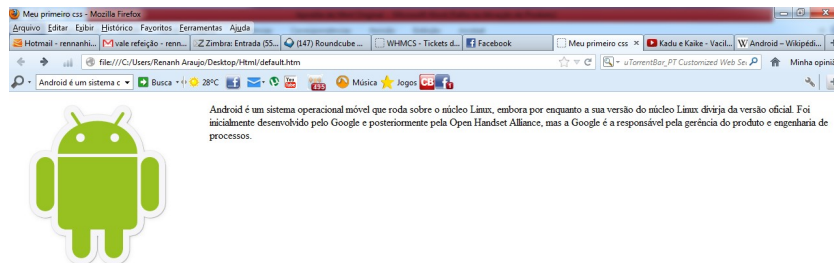 Meu primeiro css - Mozilla Firefox
Arquivo Editar Exibir Histórico Favoritos Ferramentas Ajuda
Hotmail - rennanhi... vale refeição - renn... Zimbra: Entrada (55... (147) Roundcube ... WHMCS - Tickets d... Facebook Meu primeiro css × Kadu e Kaike - Vacil... W Android – Wikipédi...
file:///C:/Users/Renanh Araujo/Desktop/Html/default.htm uTorrentBar_PT Customized Web Se Minha opiniã
Android é um sistema c Busca 28°C You Tube 455 Música Jogos CB f
Android é um sistema operacional móvel que roda sobre o núcleo Linux, embora por enquanto a sua versão do núcleo Linux divirja da versão oficial. Foi
inicialmente desenvolvido pelo Google e posteriormente pela Open Handset Alliance, mas a Google é a responsável pela gerência do produto e engenharia de
processos.